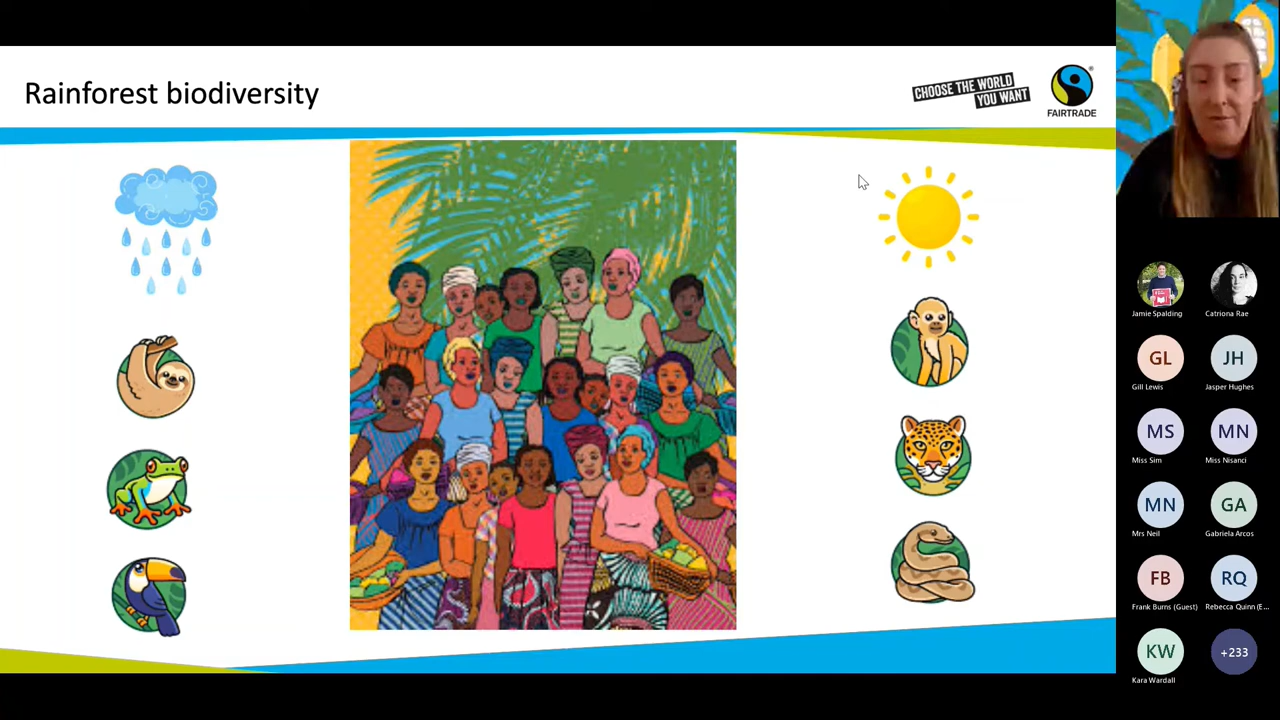 Rainforest biodiversity
CHOOSE THE WORLD
YOU WANT
FAIRTRADE
®
Jamie Spalding
Catriona Rae
GL
JH
Gill Lewis
Jasper Hughes
MS
MN
Miss Sim
Miss Nisanci
MN
GA
Mrs Neil
Gabriela Arcos
FB
RQ
Frank Burns (Guest)
Rebecca Quinn (E...
KW
+233
Kara Wardall